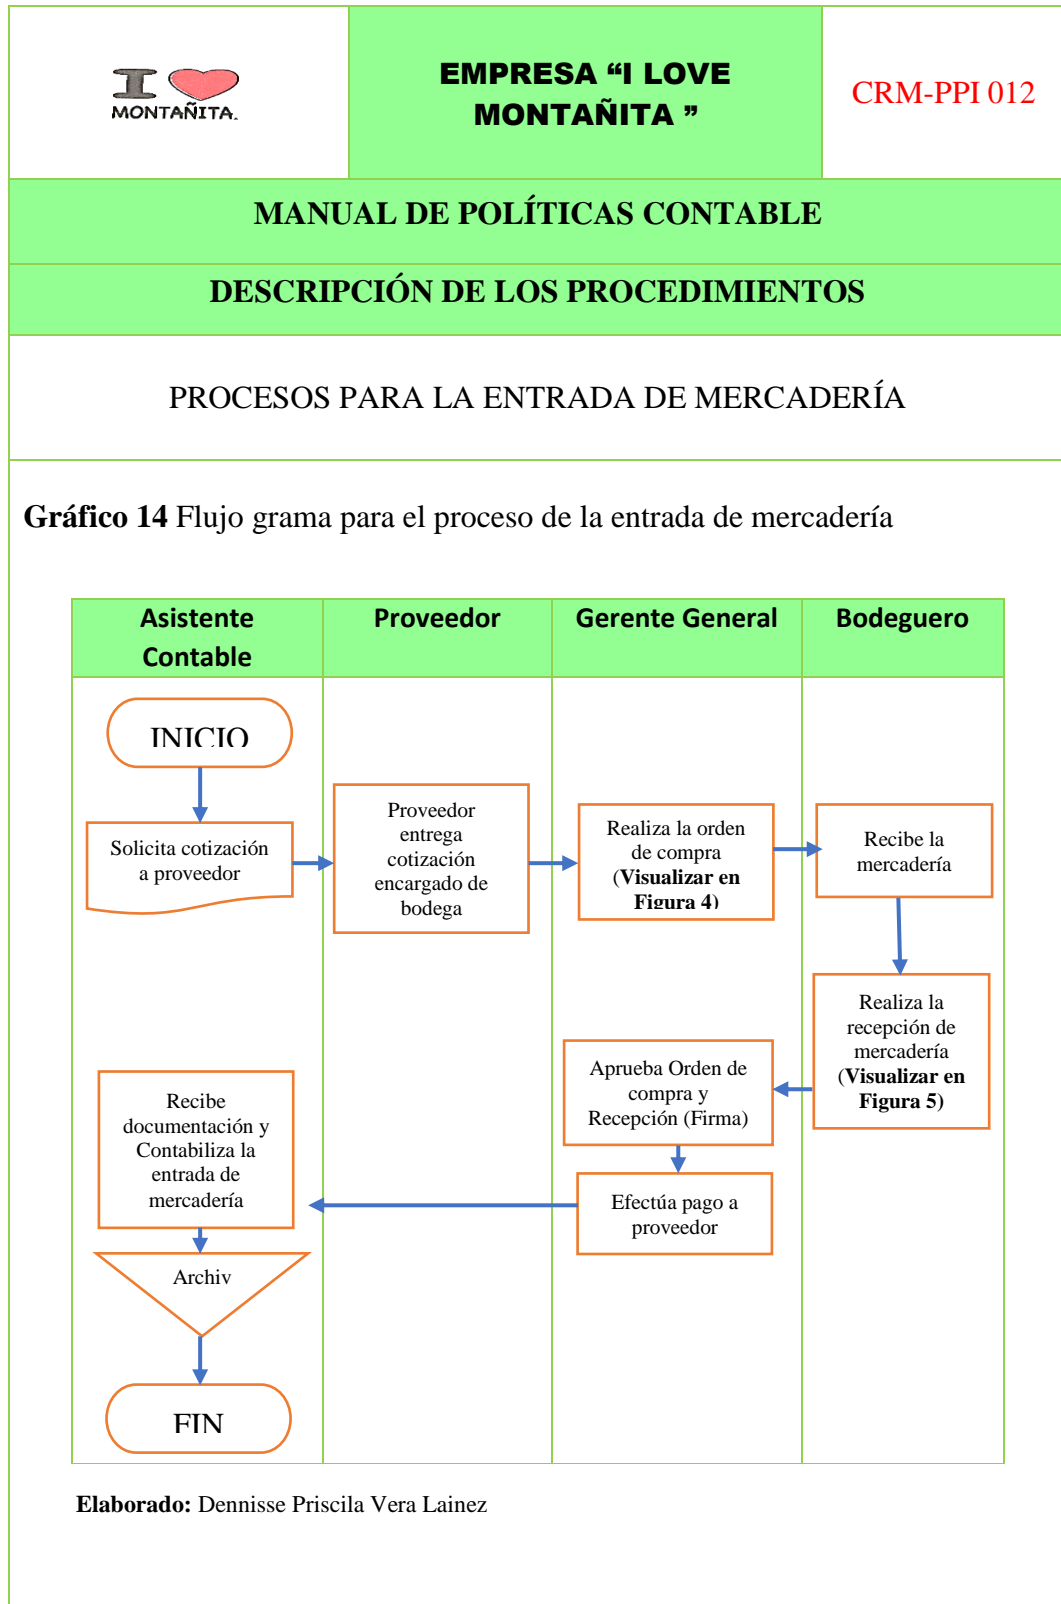 I
MONTAÑITA.
EMPRESA “I LOVE
MONTAÑITA ”
CRM-PPI 012
MANUAL DE POLÍTICAS CONTABLE
DESCRIPCIÓN DE LOS PROCEDIMIENTOS
PROCESOS PARA LA ENTRADA DE MERCADERÍA
Gráfico 14 Flujo grama para el proceso de la entrada de mercadería
Asistente
Contable
Proveedor
Gerente General
Bodeguero
INICIO
Solicita cotización
a proveedor
Proveedor
entrega
cotización
encargado de
bodega
Realiza la orden
de compra
(Visualizar en
Figura 4)
Recibe la
mercadería
Realiza la
recepción de
mercadería
(Visualizar en
Figura 5)
Aprueba Orden de
compra y
Recepción (Firma)
Efectúa pago a
proveedor
Recibe
documentación y
Contabiliza la
entrada de
mercadería
Archiv
FIN
Elaborado: Dennisse Priscila Vera Lainez